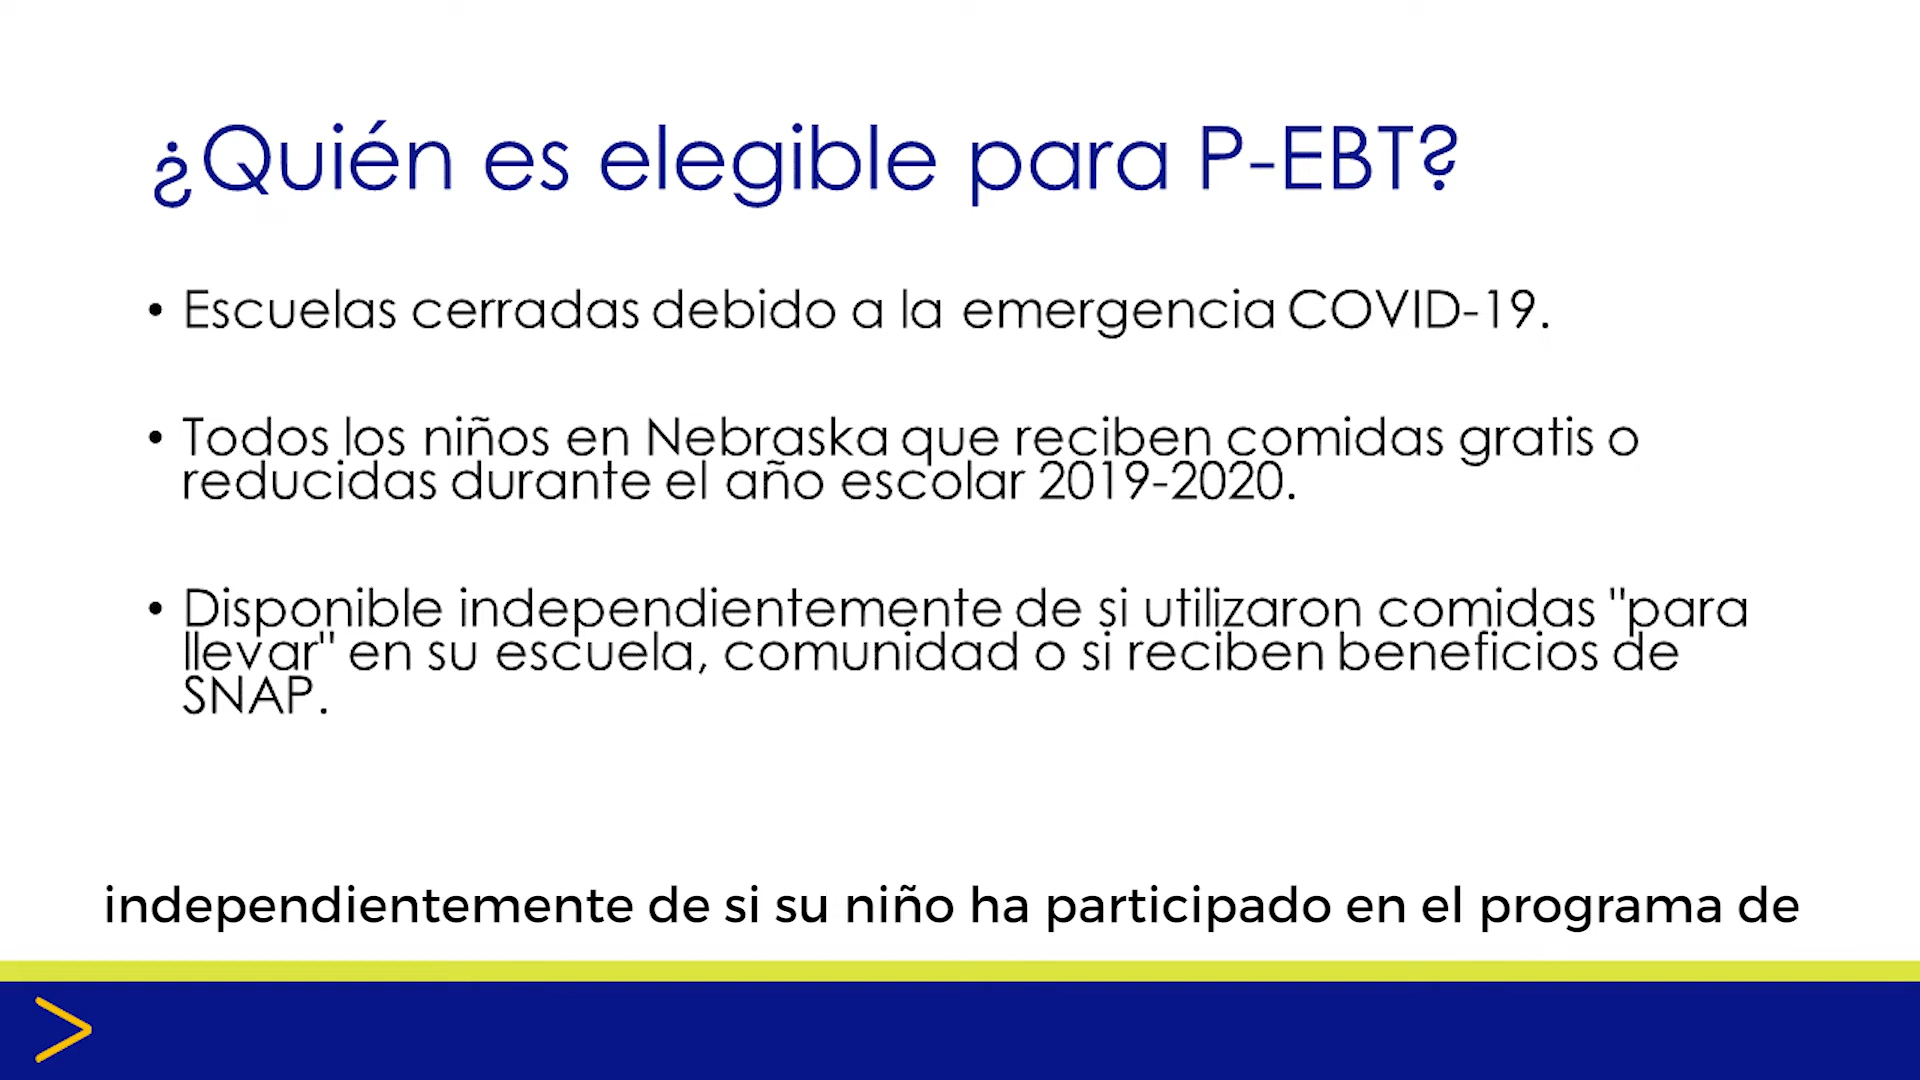 ¿Quién es elegible para P-EBT?
• Escuelas cerradas debido a la emergencia COVID-19.
• Todos los niños en Nebraska que reciben comidas gratis o
reducidas durante el año escolar 2019-2020.
• Disponible independientemente de si utilizaron comidas "para
llevar" en su escuela, comunidad o si reciben beneficios de
SNAP.
independientemente de si su niño ha participado en el programa de